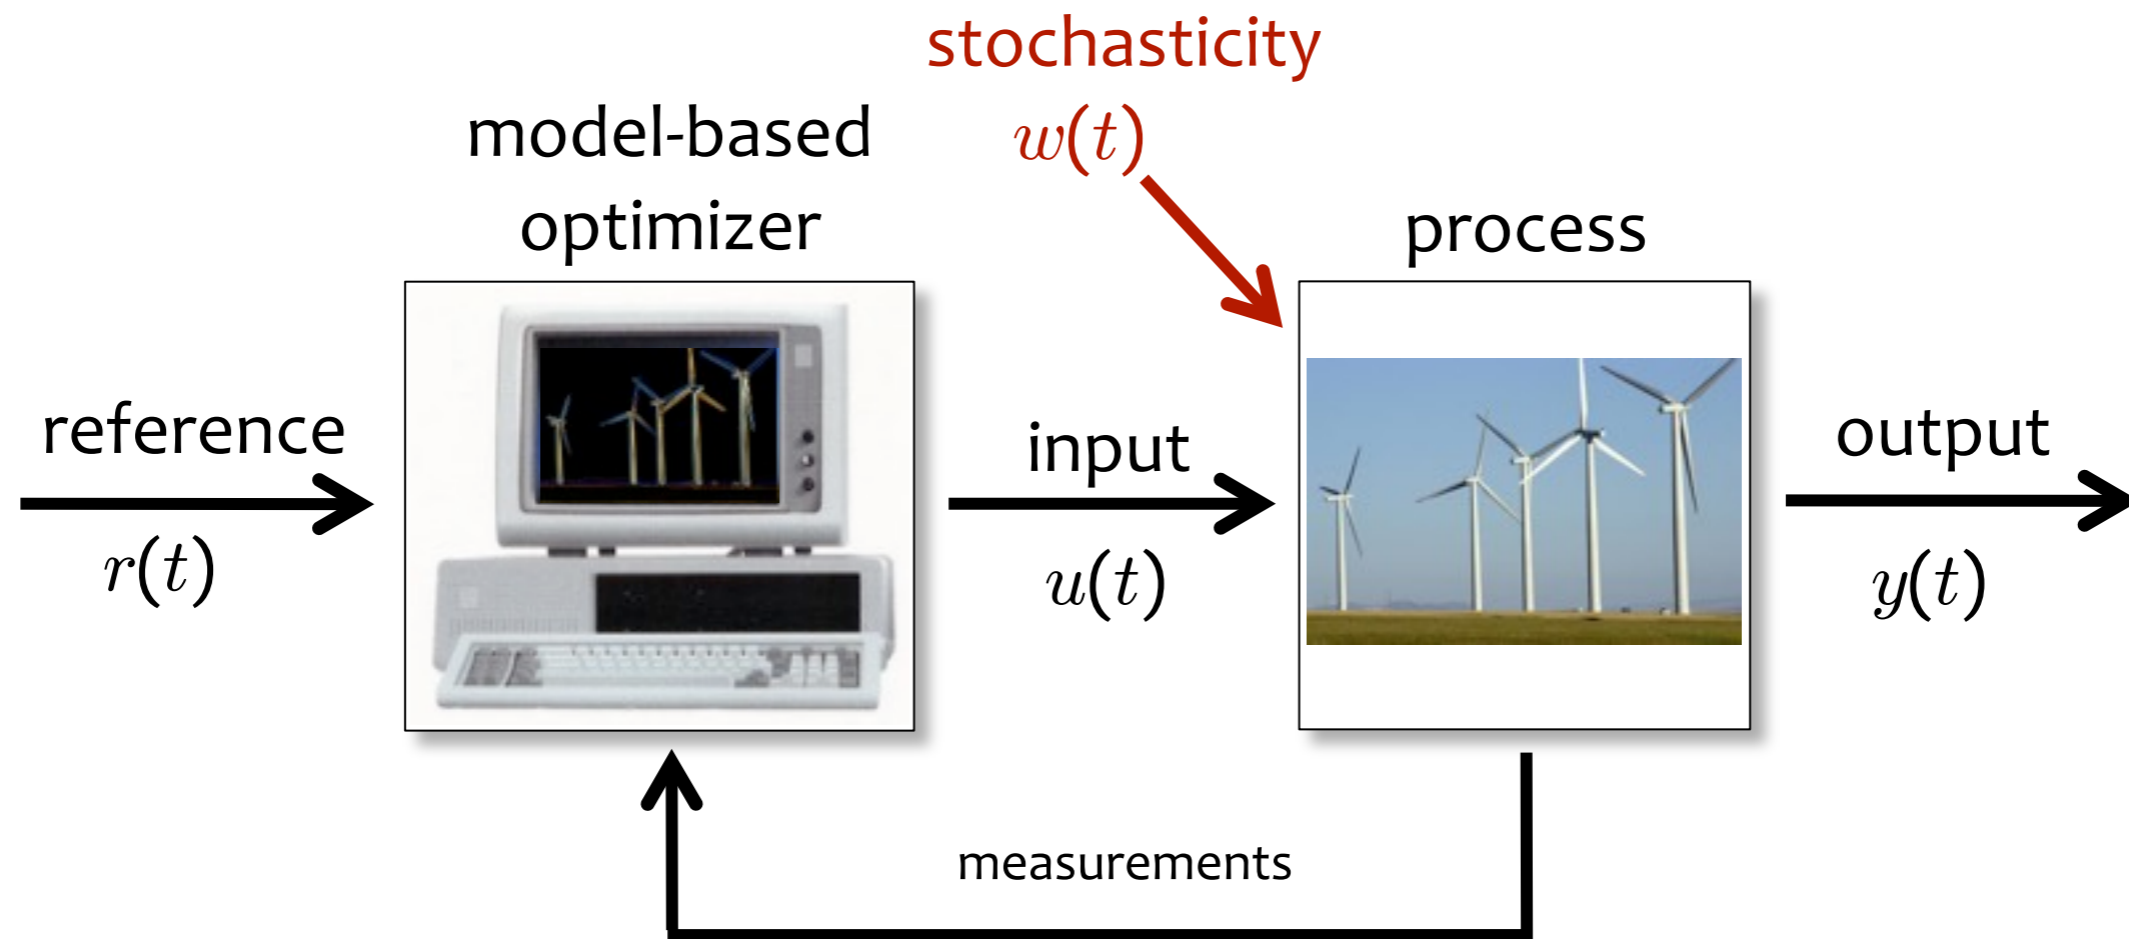 stochasticity
w(t)
model-based
optimizer
process
reference
r(t)
input
u(t)
output
y(t)
measurements